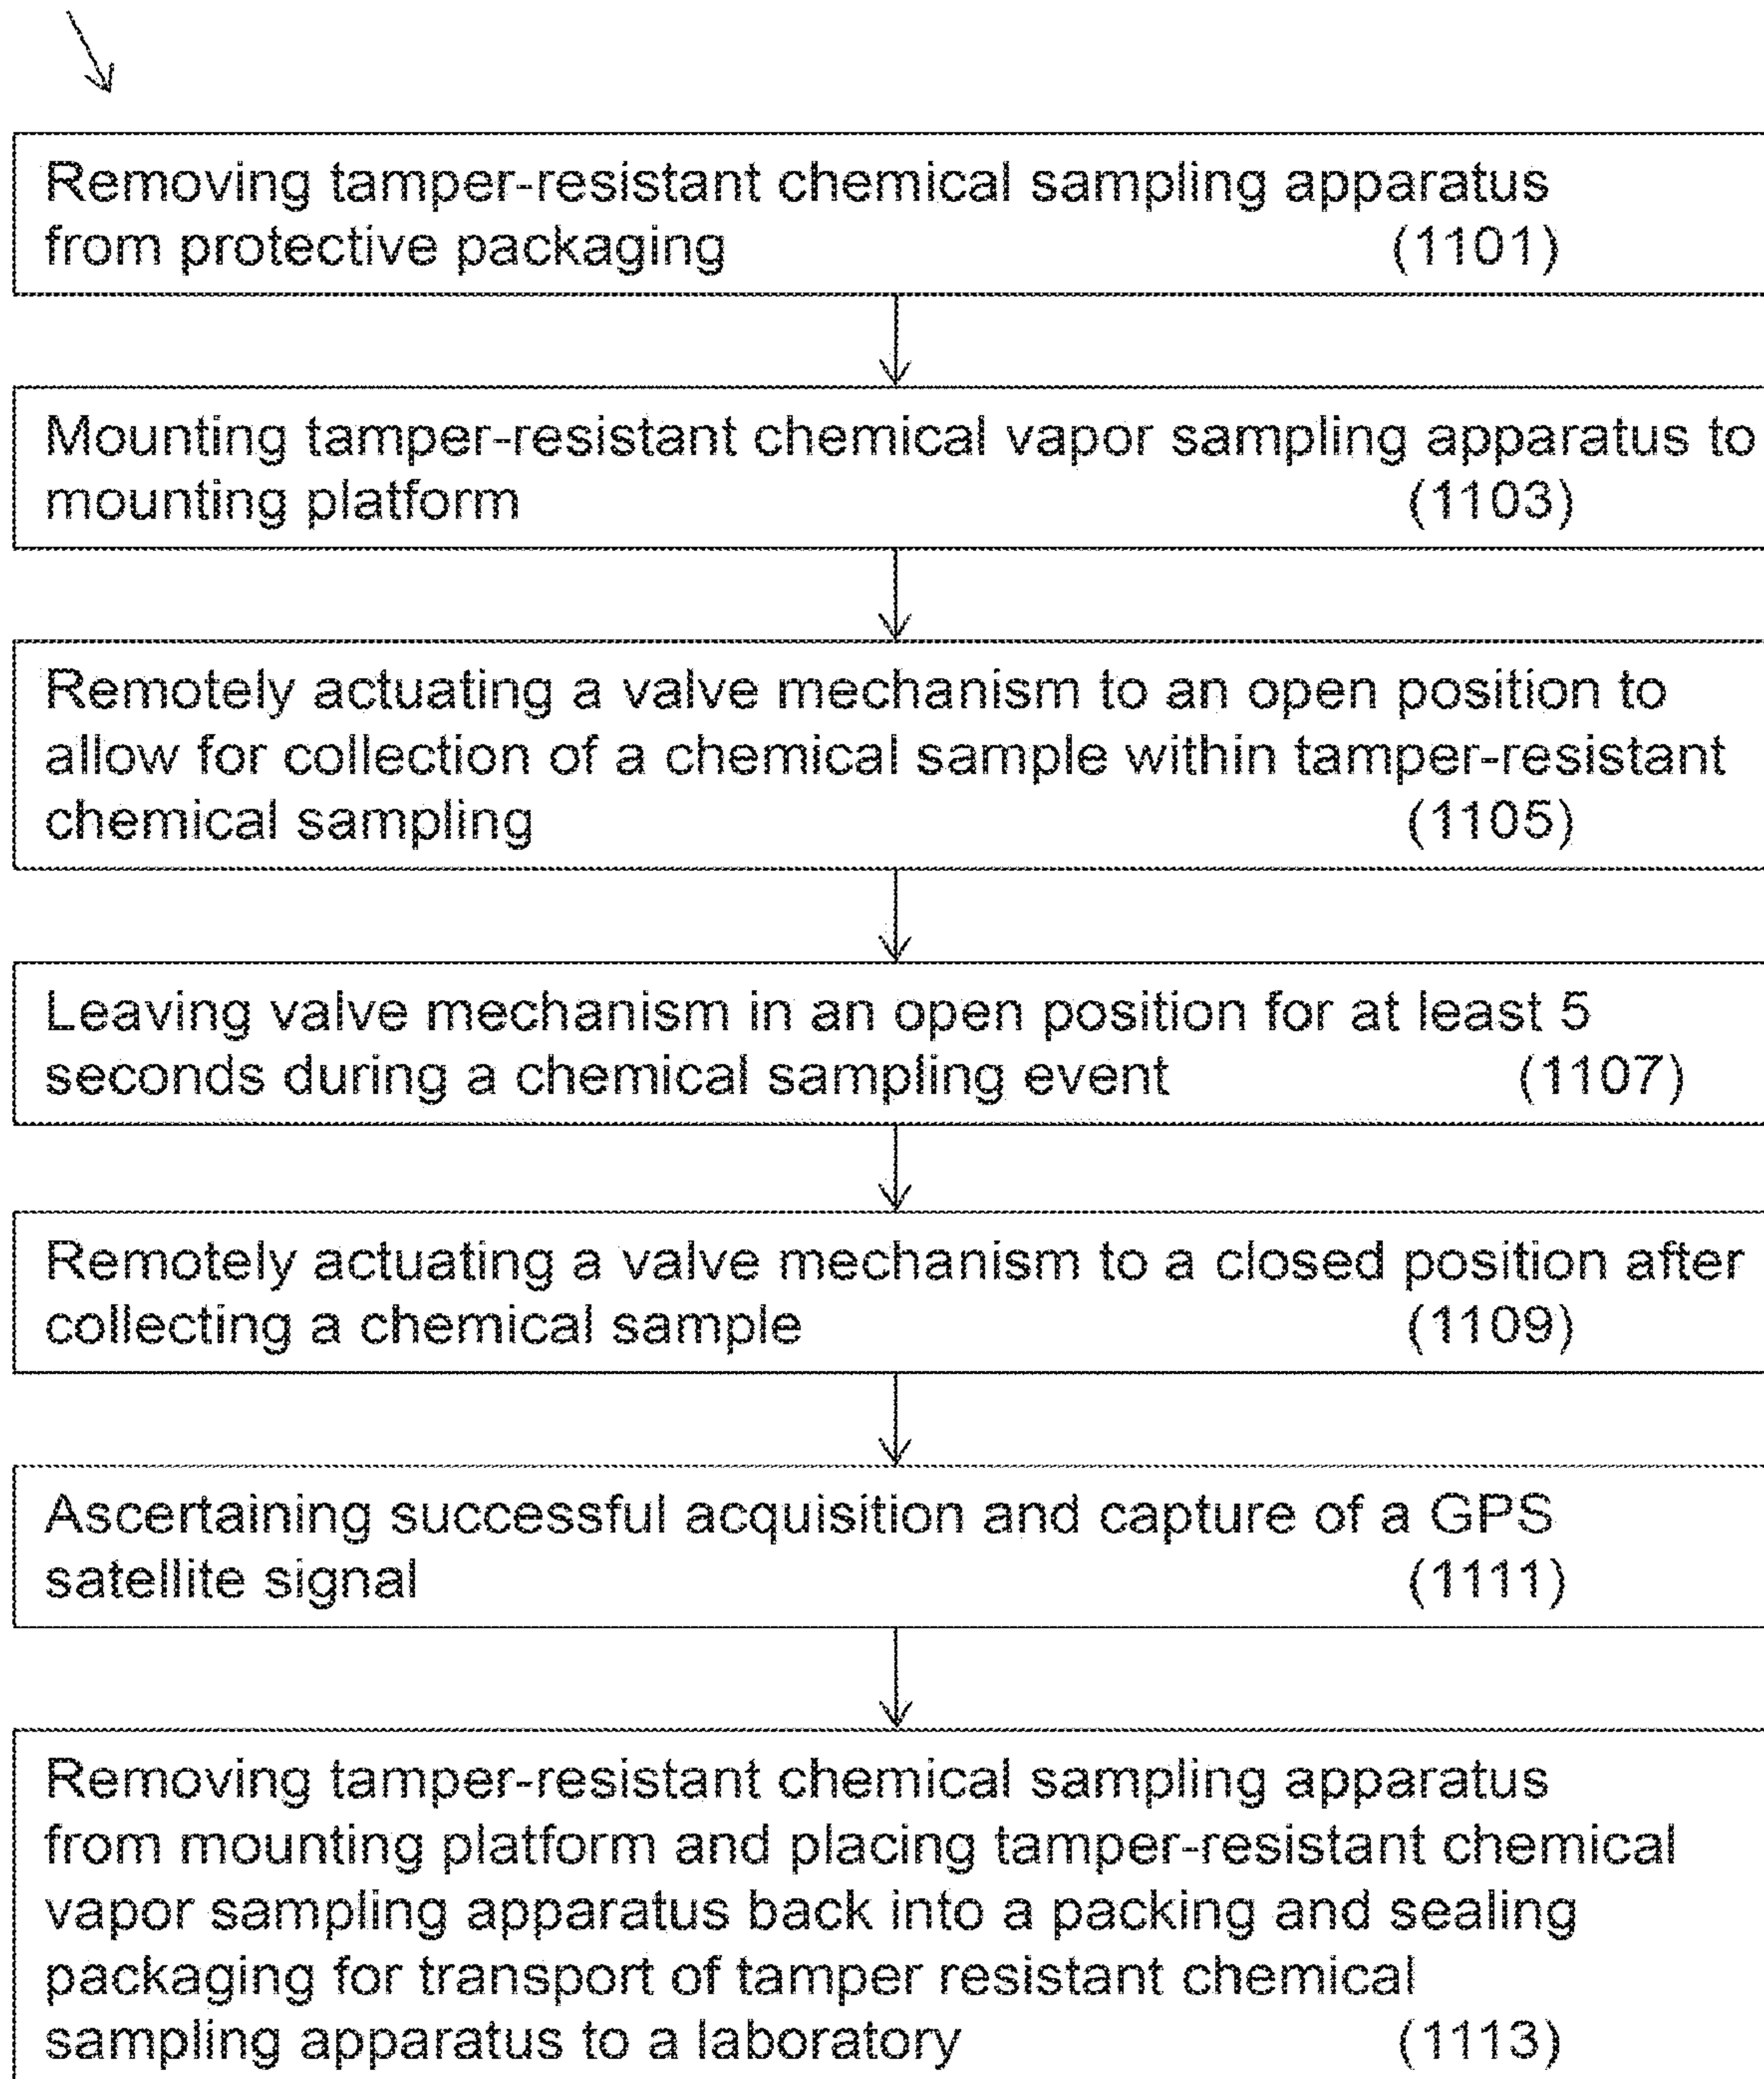 Removing tamper-resistant chemical sampling apparatus
from protective packaging (1101)
Mounting tamper-resistant chemical vapor sampling apparatus to
mounting platform (1103)
Remotely actuating a valve mechanism to an open position to
allow for collection of a chemical sample within tamper-resistant
chemical sampling (1105)
Leaving valve mechanism in an open position for at least 5
seconds during a chemical sampling event (1107)
Remotely actuating a valve mechanism to a closed position after
collecting a chemical sample (1109)
Ascertaining successful acquisition and capture of a GPS
satellite signal (1111)
Removing tamper-resistant chemical sampling apparatus
from mounting platform and placing tamper-resistant chemical
vapor sampling apparatus back into a packing and sealing
packaging for transport of tamper resistant chemical
sampling apparatus to a laboratory (1113)